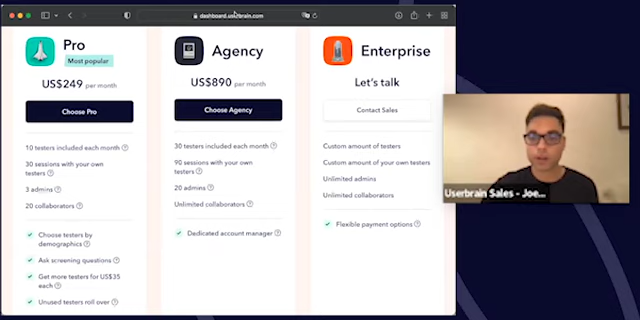 dashboard.userbrain.com
Pro
Most popular
US$249 per month
Choose Pro
10 testers included each month
30 sessions with your own
testers
3 admins
20 collaborators
Choose testers by
demographics
Ask screening questions
Get more testers for US$35
each
Unused testers roll over
Agency
US$890 per month
Choose Agency
30 testers included each month
90 sessions with your own
testers
20 admins
Unlimited collaborators
Dedicated account manager
Enterprise
Let's talk
Contact Sales
Custom amount of testers
Custom amount of your own testers
Unlimited admins
Unlimited collaborators
Flexible payment options
Userbrain Sales - Joe...